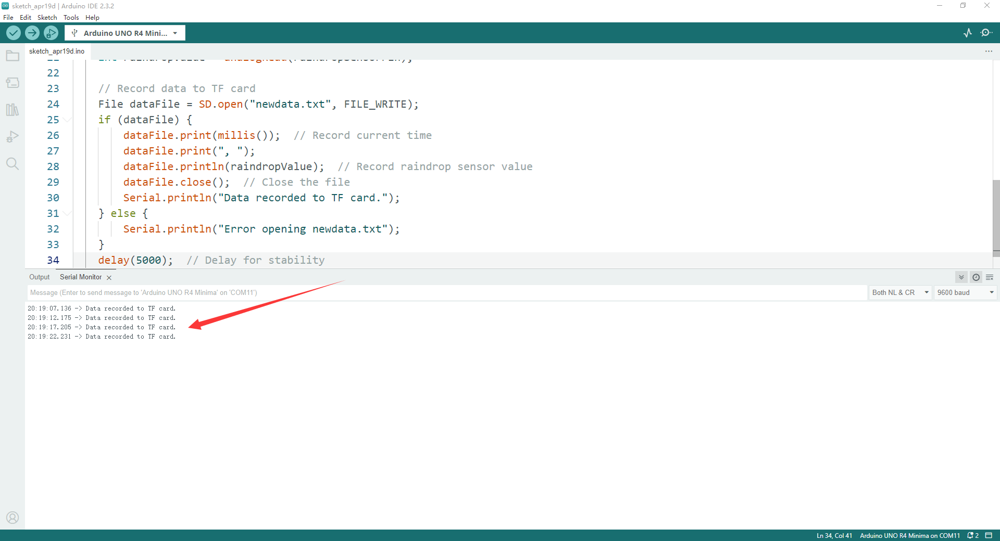 sketch_apr19d | Arduino IDE 2.3.2
File Edit Sketch Tools Help
Arduino UNO R4 Mini...
sketch_apr19d.ino
22
23 // Record data to TF card
24 File dataFile = SD.open("newdata.txt", FILE_WRITE);
25 if (dataFile) {
26 dataFile.print(millis()); // Record current time
27 dataFile.print(", ");
28 dataFile.println(raindropValue); // Record raindrop sensor value
29 dataFile.close(); // Close the file
30 Serial.println("Data recorded to TF card.");
31 } else {
32 Serial.println("Error opening newdata.txt");
33 }
34 delay(5000); // Delay for stability
Output Serial Monitor
Message (Enter to send message to 'Arduino UNO R4 Minima' on 'COM11')
Both NL & CR
9600 baud
20:19:07.136 -> Data recorded to TF card.
20:19:12.175 -> Data recorded to TF card.
20:19:17.205 -> Data recorded to TF card.
20:19:22.231 -> Data recorded to TF card.
Ln 34, Col 41 Arduino UNO R4 Minima on COM11 2